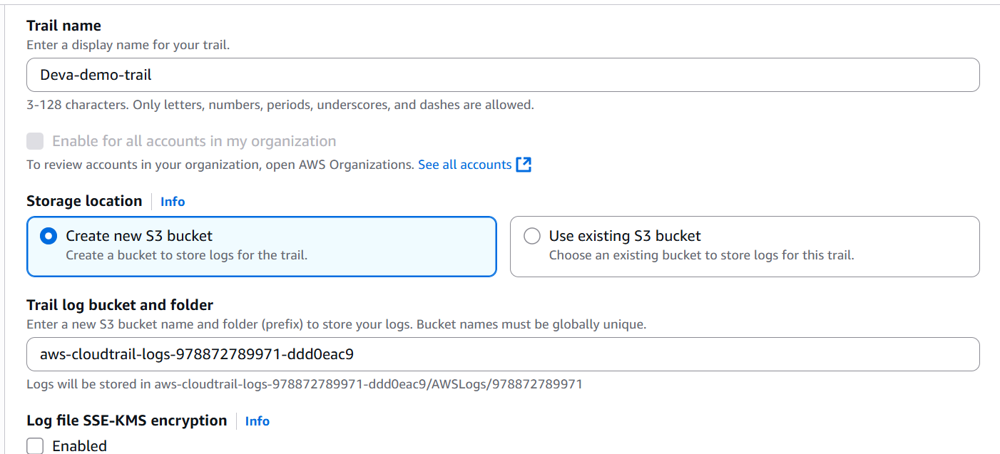 Trail name
Enter a display name for your trail.
Deva-demo-trail
3-128 characters. Only letters, numbers, periods, underscores, and dashes are allowed.
Enable for all accounts in my organization
To review accounts in your organization, open AWS Organizations. See all accounts
Storage location Info
Create new S3 bucket
Create a bucket to store logs for the trail.
Use existing S3 bucket
Choose an existing bucket to store logs for this trail.
Trail log bucket and folder
Enter a new S3 bucket name and folder (prefix) to store your logs. Bucket names must be globally unique.
aws-cloudtrail-logs-978872789971-ddd0eac9
Logs will be stored in aws-cloudtrail-logs-978872789971-ddd0eac9/AWSLogs/978872789971
Log file SSE-KMS encryption Info
Enabled